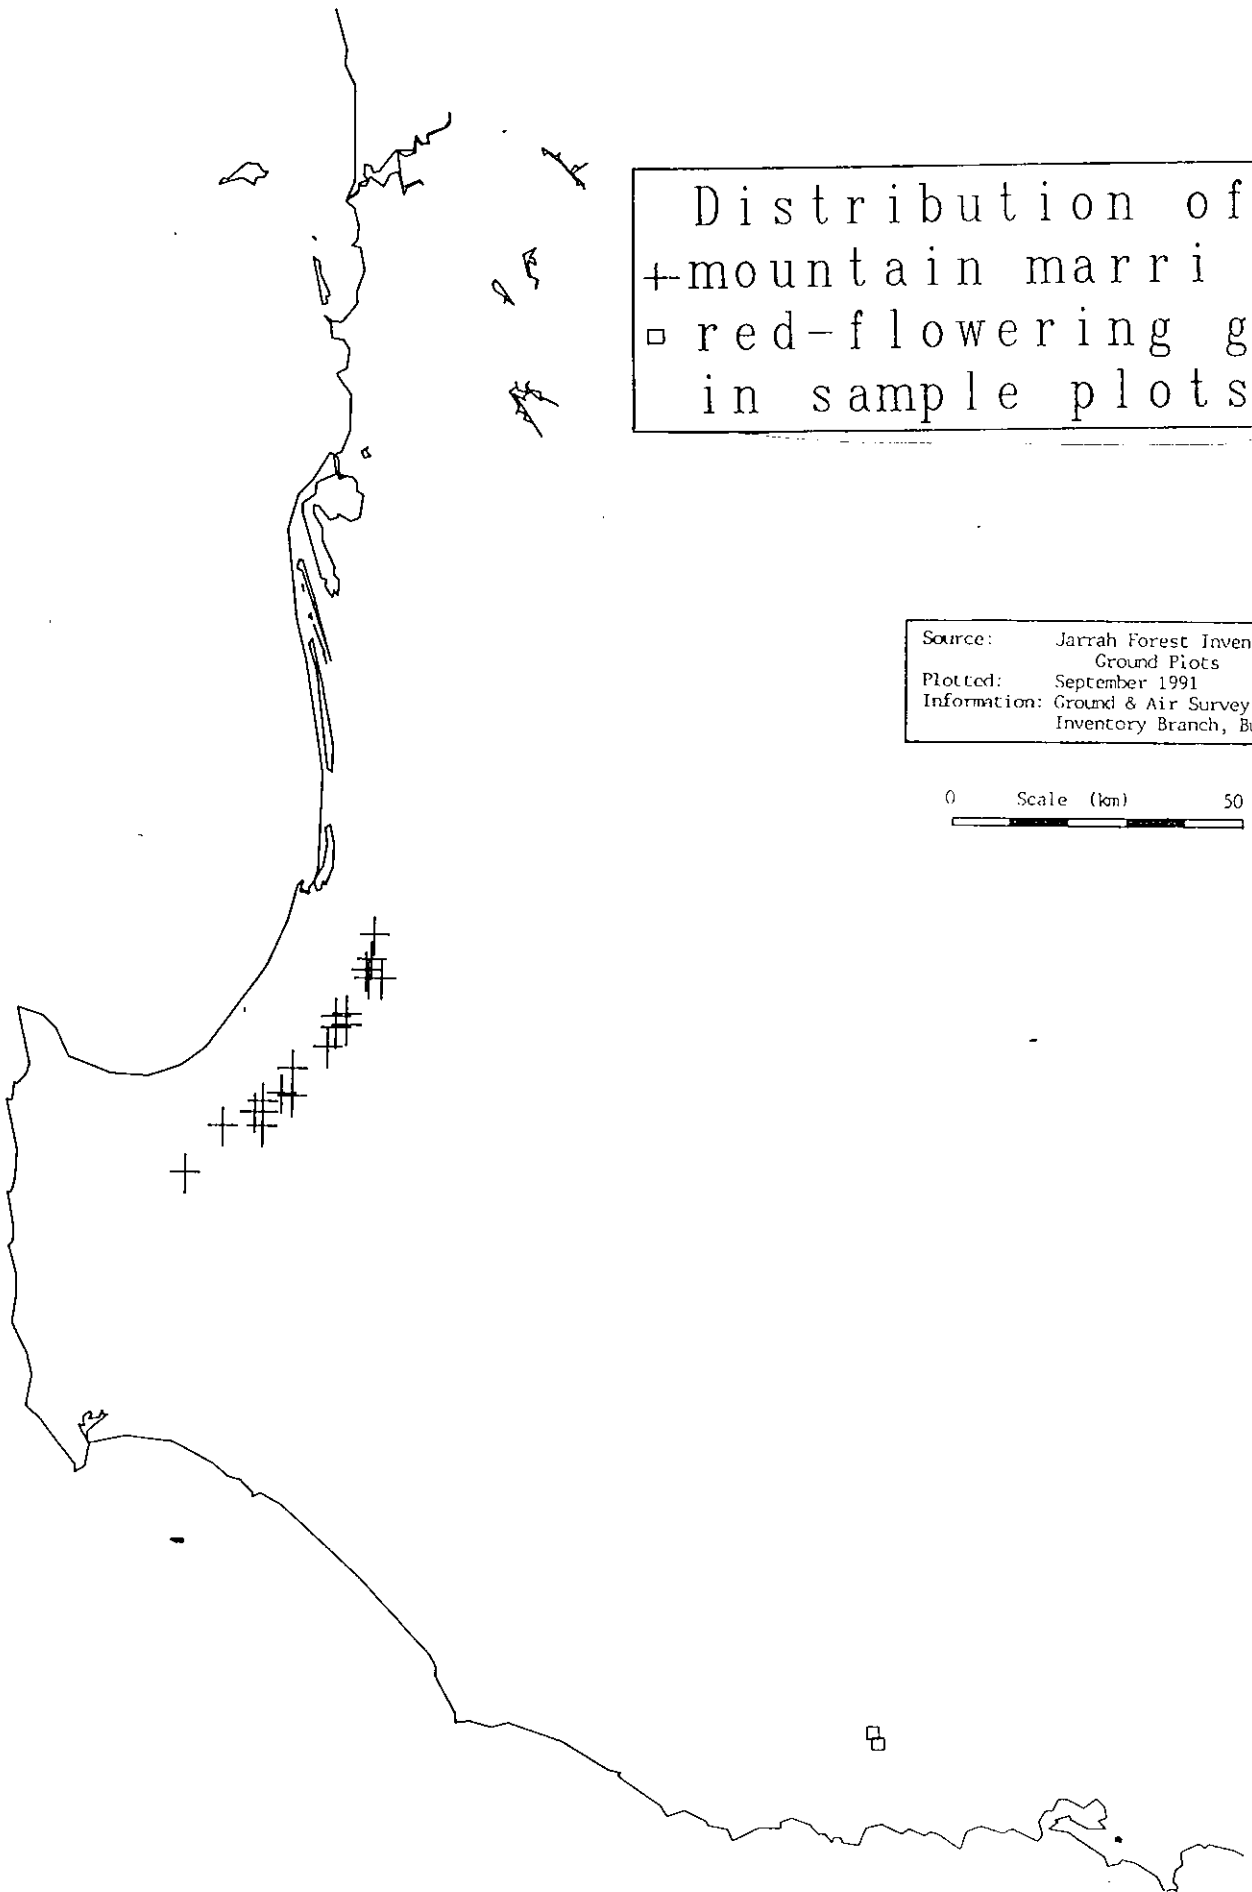 Distribution of
mountain marri
red-flowering g
in sample plots
Source: Jarrah Forest Inven
Ground Plots
Plotted: September 1991
Information: Ground & Air Survey
Inventory Branch, Bu
0 Scale (km) 50